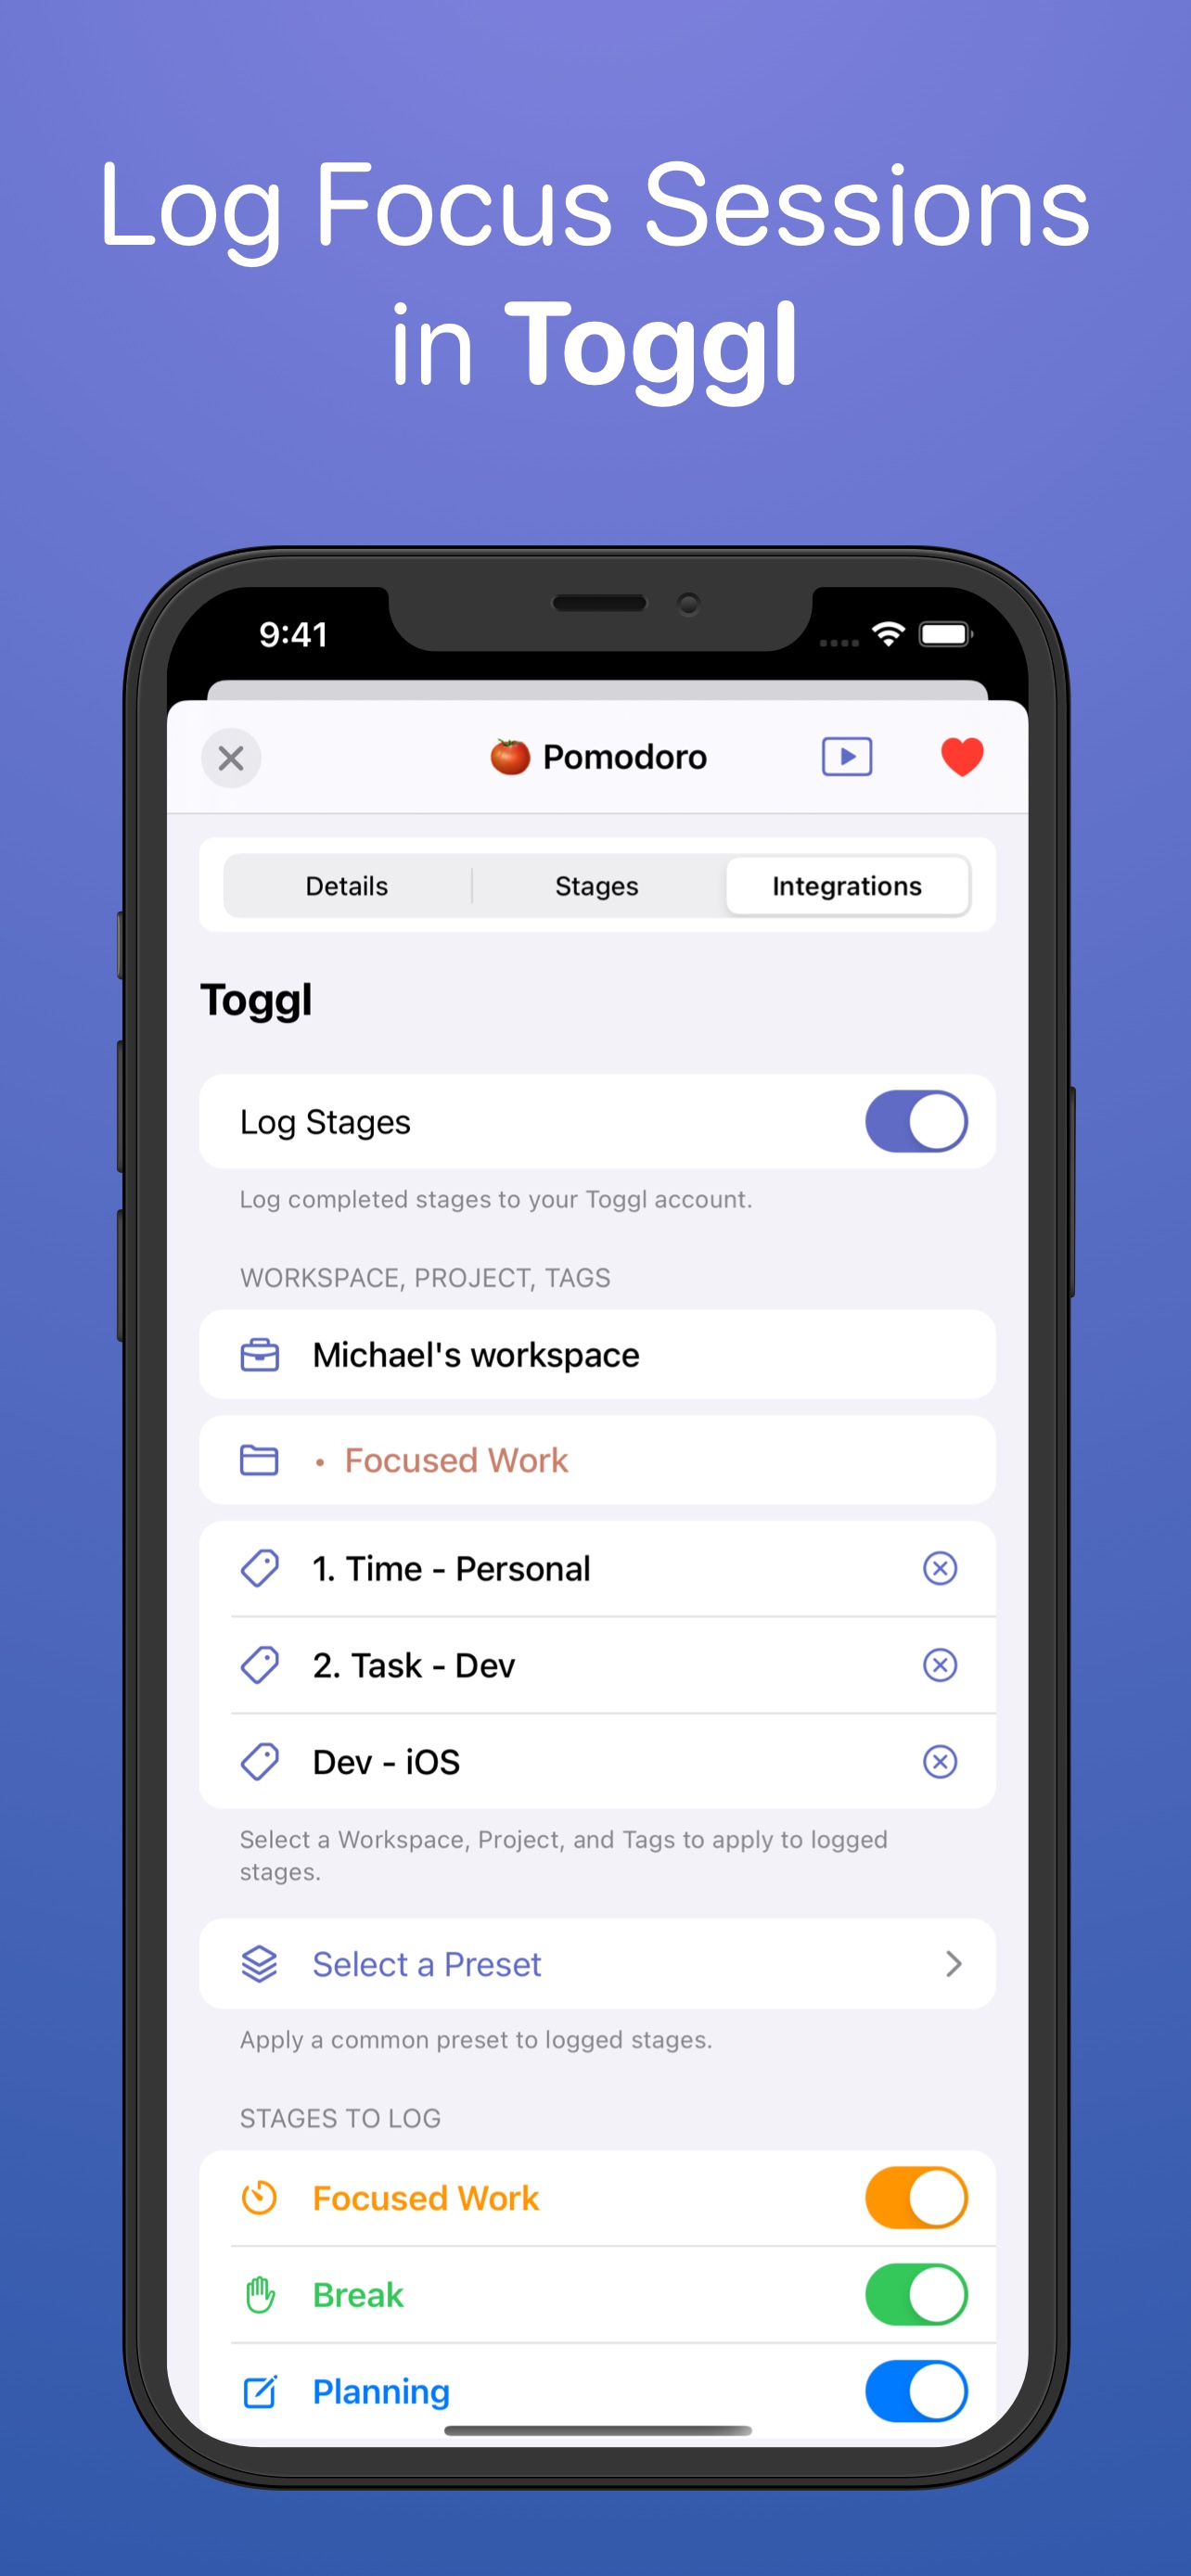 Log Focus Sessions
in Toggl
9:41
Pomodoro
Details
Stages
Integrations
Toggl
Log Stages
Log completed stages to your Toggl account.
WORKSPACE, PROJECT, TAGS
Michael's workspace
• Focused Work
1. Time - Personal
2. Task - Dev
Dev - iOS
Select a Workspace, Project, and Tags to apply to logged
stages.
Select a Preset
Apply a common preset to logged stages.
STAGES TO LOG
Focused Work
Break
Planning